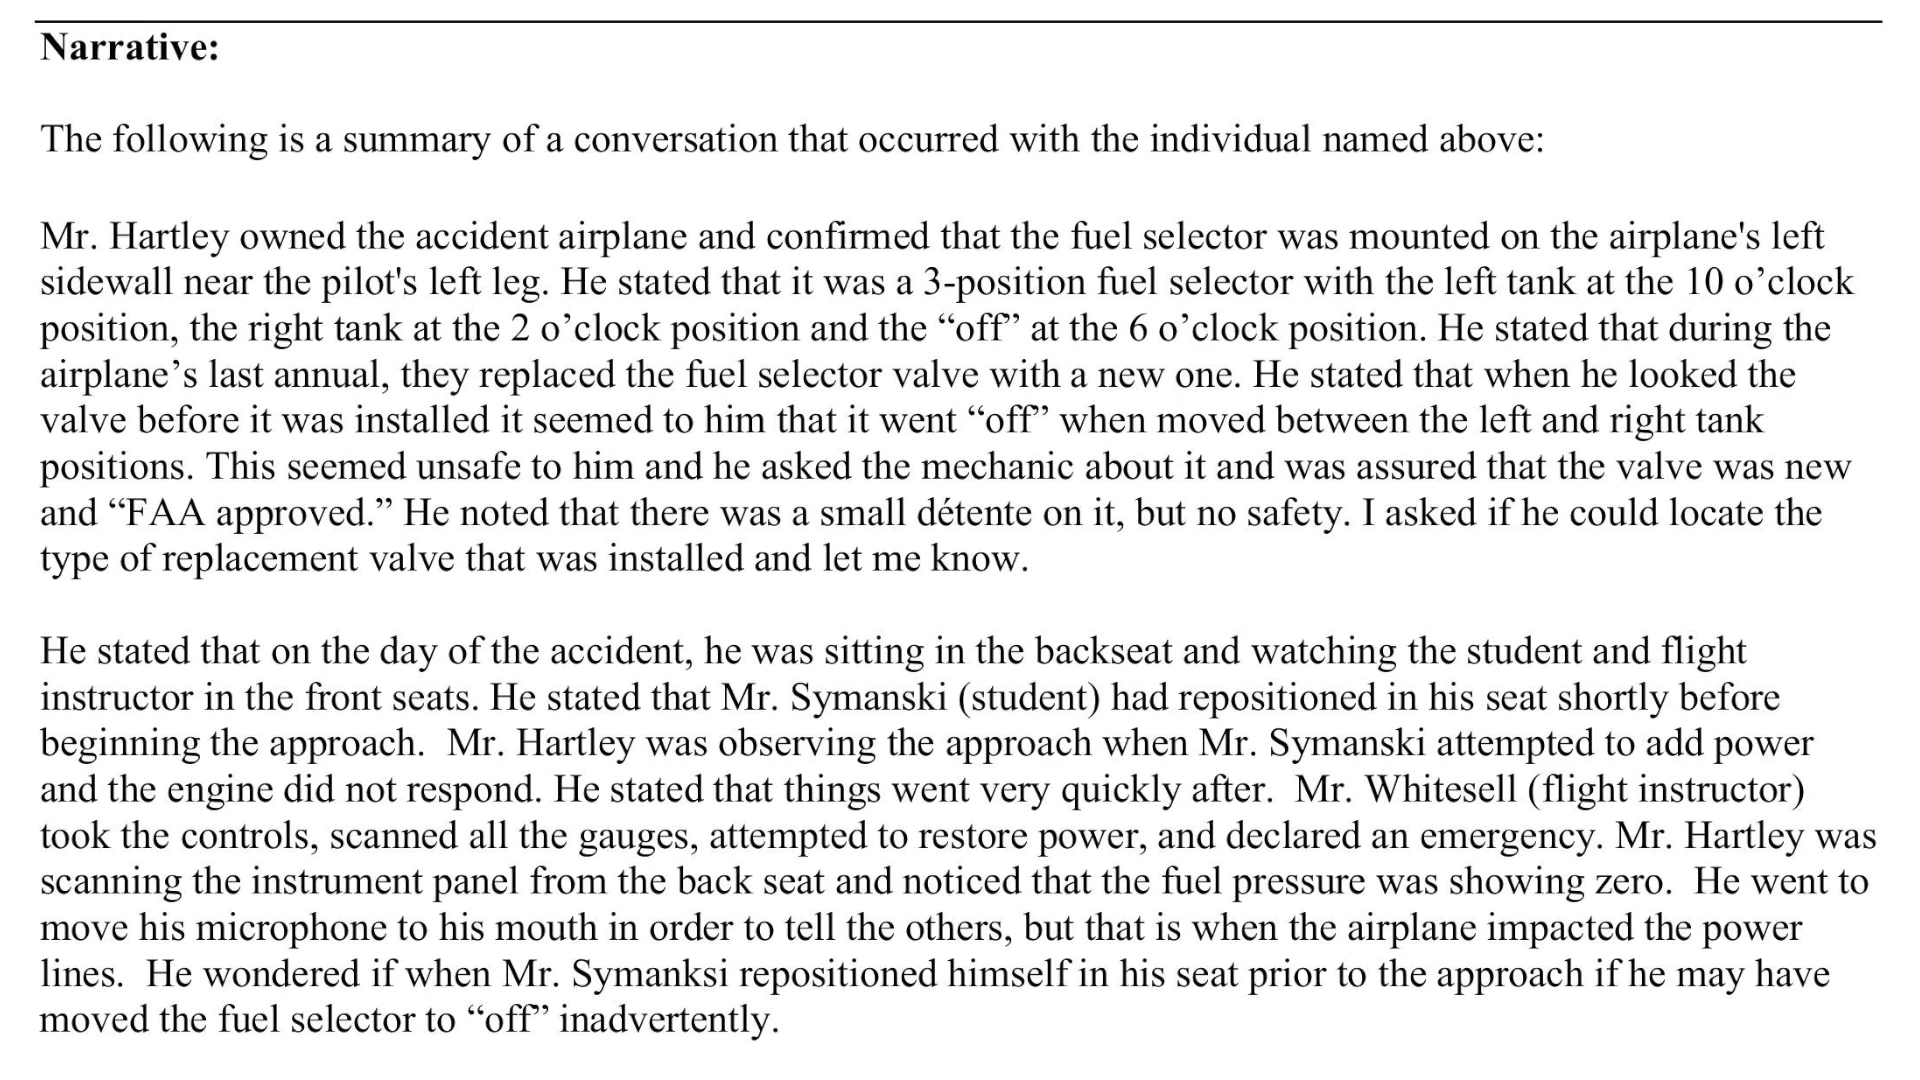 Narrative:
The following is a summary of a conversation that occurred with the individual named above:
Mr. Hartley owned the accident airplane and confirmed that the fuel selector was mounted on the airplane's left
sidewall near the pilot's left leg. He stated that it was a 3-position fuel selector with the left tank at the 10 o’clock
position, the right tank at the 2 o’clock position and the “off” at the 6 o’clock position. He stated that during the
airplane’s last annual, they replaced the fuel selector valve with a new one. He stated that when he looked the
valve before it was installed it seemed to him that it went “off” when moved between the left and right tank
positions. This seemed unsafe to him and he asked the mechanic about it and was assured that the valve was new
and “FAA approved.” He noted that there was a small détente on it, but no safety. I asked if he could locate the
type of replacement valve that was installed and let me know.
He stated that on the day of the accident, he was sitting in the backseat and watching the student and flight
instructor in the front seats. He stated that Mr. Symanski (student) had repositioned in his seat shortly before
beginning the approach.  Mr. Hartley was observing the approach when Mr. Symanski attempted to add power
and the engine did not respond. He stated that things went very quickly after.  Mr. Whitesell (flight instructor)
took the controls, scanned all the gauges, attempted to restore power, and declared an emergency. Mr. Hartley was
scanning the instrument panel from the back seat and noticed that the fuel pressure was showing zero.  He went to
move his microphone to his mouth in order to tell the others, but that is when the airplane impacted the power
lines.  He wondered if when Mr. Symanksi repositioned himself in his seat prior to the approach if he may have
moved the fuel selector to “off” inadvertently.